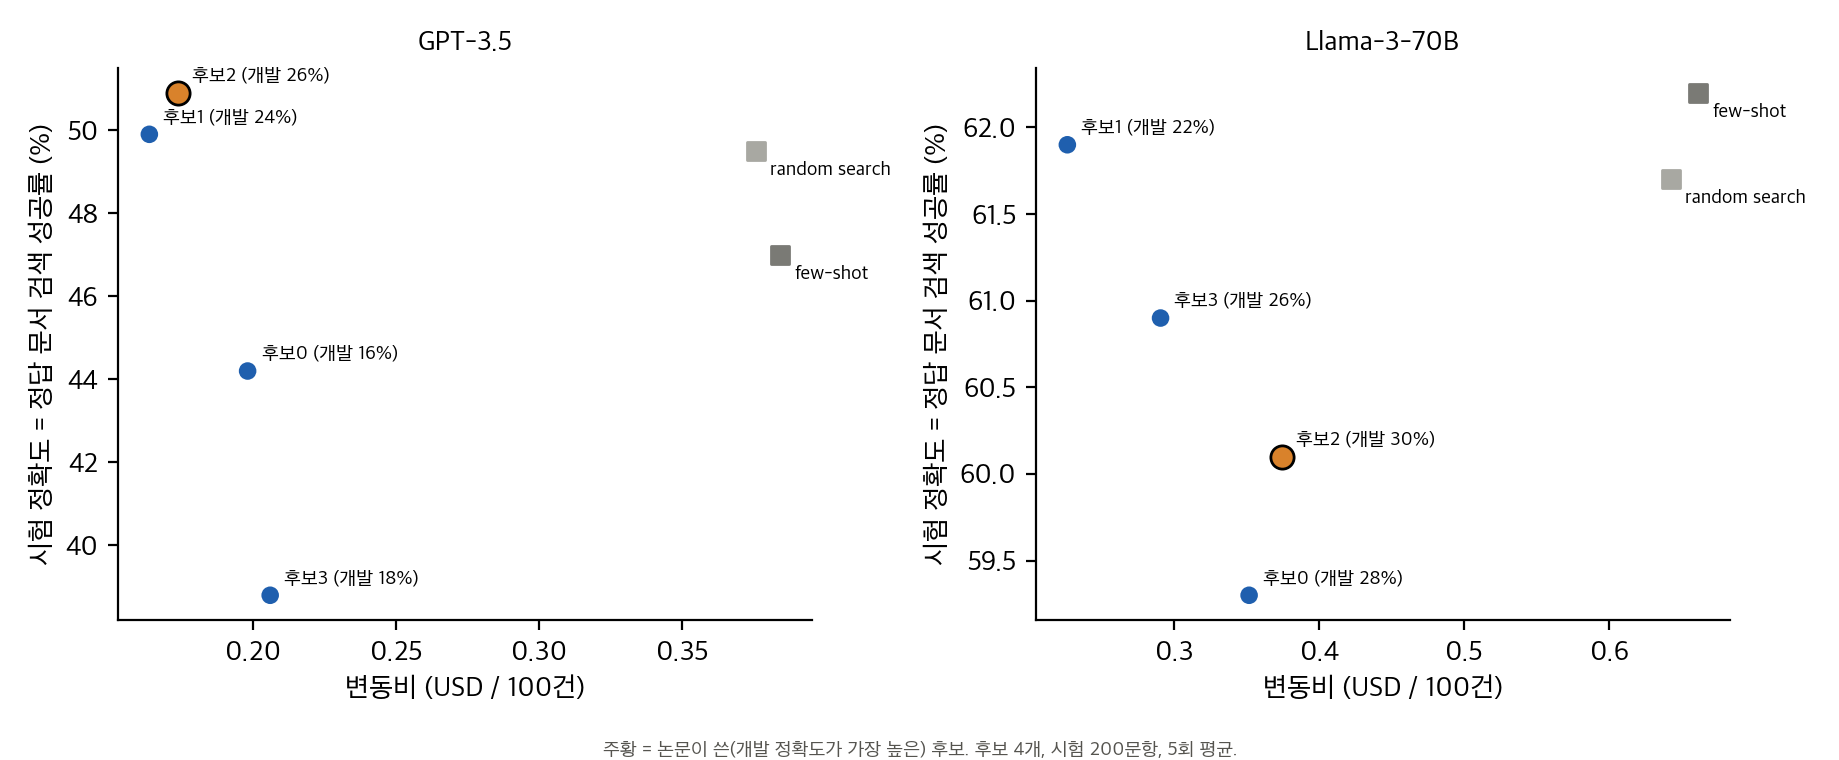 GPT-3.5
시험 정확도 = 정답 문서 검색 성공률 (%)
50
48
46
44
42
40
후보2 (개발 26%)
후보1 (개발 24%)
random search
few-shot
후보0 (개발 16%)
후보3 (개발 18%)
0.20
0.25
0.30
0.35
변동비 (USD / 100건)
Llama-3-70B
시험 정확도 = 정답 문서 검색 성공률 (%)
62.0
61.5
61.0
60.5
60.0
59.5
few-shot
후보1 (개발 22%)
random search
후보3 (개발 26%)
후보2 (개발 30%)
후보0 (개발 28%)
0.3
0.4
0.5
0.6
변동비 (USD / 100건)
주황 = 논문이 쓴(개발 정확도가 가장 높은) 후보. 후보 4개, 시험 200문항, 5회 평균.